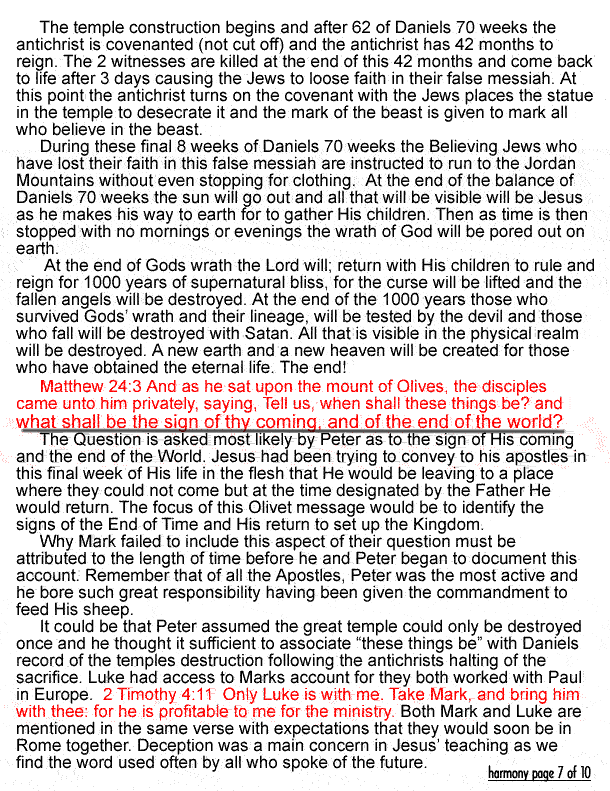 The temple construction begins and after 62 of Daniels 70 weeks the
antichrist is covenanted (not cut off) and the antichrist has 42 months to
reign. The 2 witnesses are killed at the end of this 42 months and come back
to life after 3 days causing the Jews to loose faith in their false messiah. At
this point the antichrist turns on the covenant with the Jews places the statue
in the temple to desecrate it and the mark of the beast is given to mark all
who believe in the beast.
During these final 8 weeks of Daniels 70 weeks the Believing Jews who
have lost their faith in this false messiah are instructed to run to the Jordan
Mountains without even stopping for clothing. At the end of the balance of
Daniels 70 weeks the sun will go out and all that will be visible will be Jesus
as he makes his way to earth for to gather His children. Then as time is then
stopped with no mornings or evenings the wrath of God will be pored out on
earth.
At the end of Gods wrath the Lord will; return with His children to rule and
reign for 1000 years of supernatural bliss, for the curse will be lifted and the
fallen angels will be destroyed. At the end of the 1000 years those who
survived Gods' wrath and their lineage, will be tested by the devil and those
who fall will be destroyed with Satan. All that is visible in the physical realm
will be destroyed. A new earth and a new heaven will be created for those
who have obtained the eternal life. The end!
Matthew 24:3 And as he sat upon the mount of Olives, the disciples
came unto him privately, saying, Tell us, when shall these things be? and
what shall be the sign of thy coming, and of the end of the world?
The Question is asked most likely by Peter as to the sign of His coming
and the end of the World. Jesus had been trying to convey to his apostles in
this final week of His life in the flesh that He would be leaving to a place
where they could not come but at the time designated by the Father He
would return. The focus of this Olivet message would be to identify the
signs of the End of Time and His return to set up the Kingdom.
Why Mark failed to include this aspect of their question must be
attributed to the length of time before he and Peter began to document this
account. Remember that of all the Apostles, Peter was the most active and
he bore such great responsibility having been given the commandment to
feed His sheep.
It could be that Peter assumed the great temple could only be destroyed
once and he thought it sufficient to associate “these things be” with Daniels
record of the temples destruction following the antichrists halting of the
sacrifice. Luke had access to Marks account for they both worked with Paul
in Europe. 2 Timothy 4:11 Only Luke is with me. Take Mark, and bring him
with thee: for he is profitable to me for the ministry. Both Mark and Luke are
mentioned in the same verse with expectations that they would soon be in
Rome together. Deception was a main concern in Jesus' teaching as we
find the word used often by all who spoke of the future.
harmony page 7 of 10